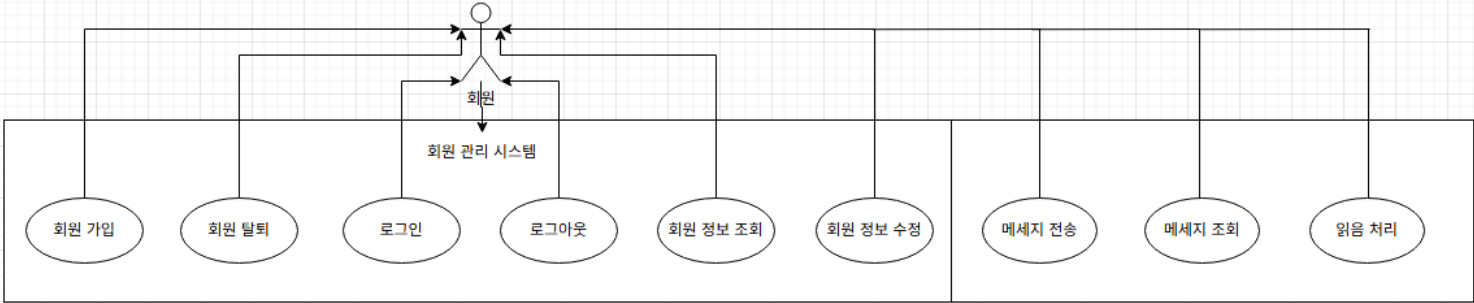 회원
회원 관리 시스템
회원 가입
회원 탈퇴
로그인
로그아웃
회원 정보 조회
회원 정보 수정
메세지 전송
메세지 조회
읽음 처리